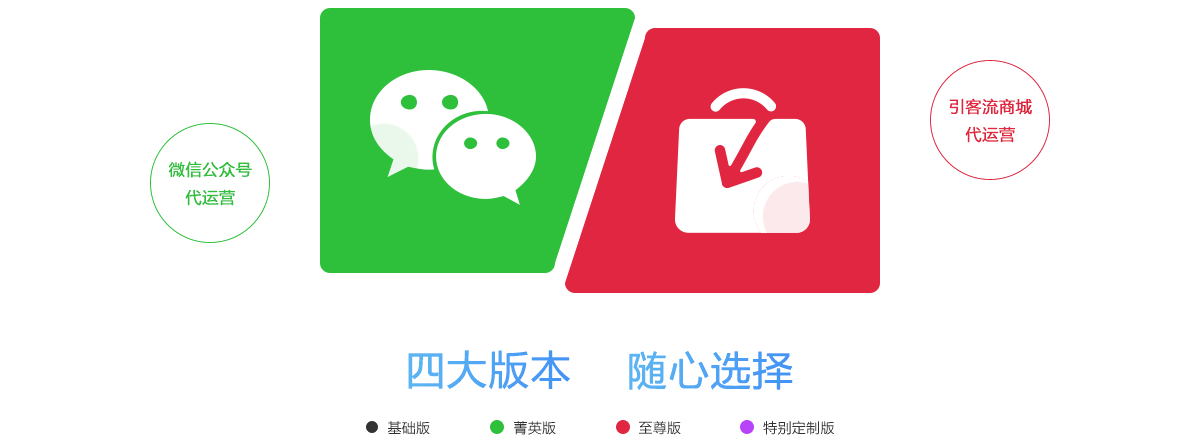 微信公众号
代运营
引客流商城
代运营
四大版本 随心选择
基础版 菁英版 至尊版 特别定制版